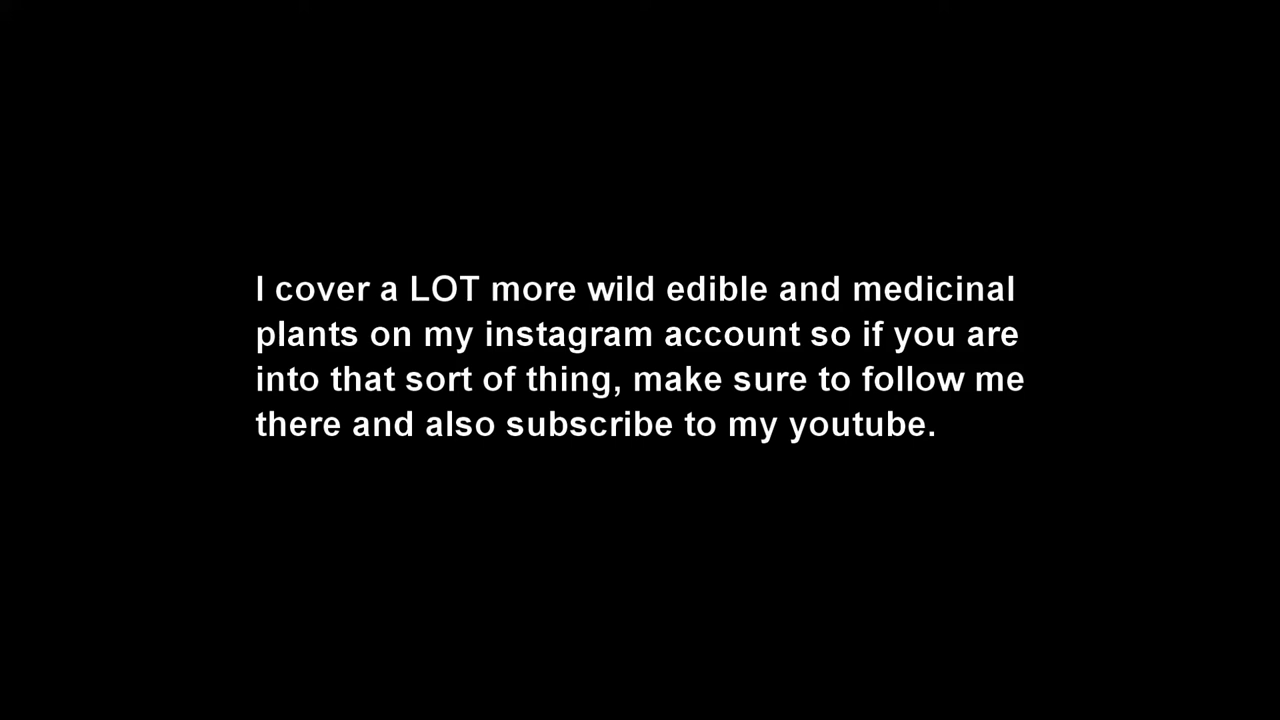 I cover a LOT more wild edible and medicinal
plants on my instagram account so if you are
into that sort of thing, make sure to follow me
there and also subscribe to my youtube.